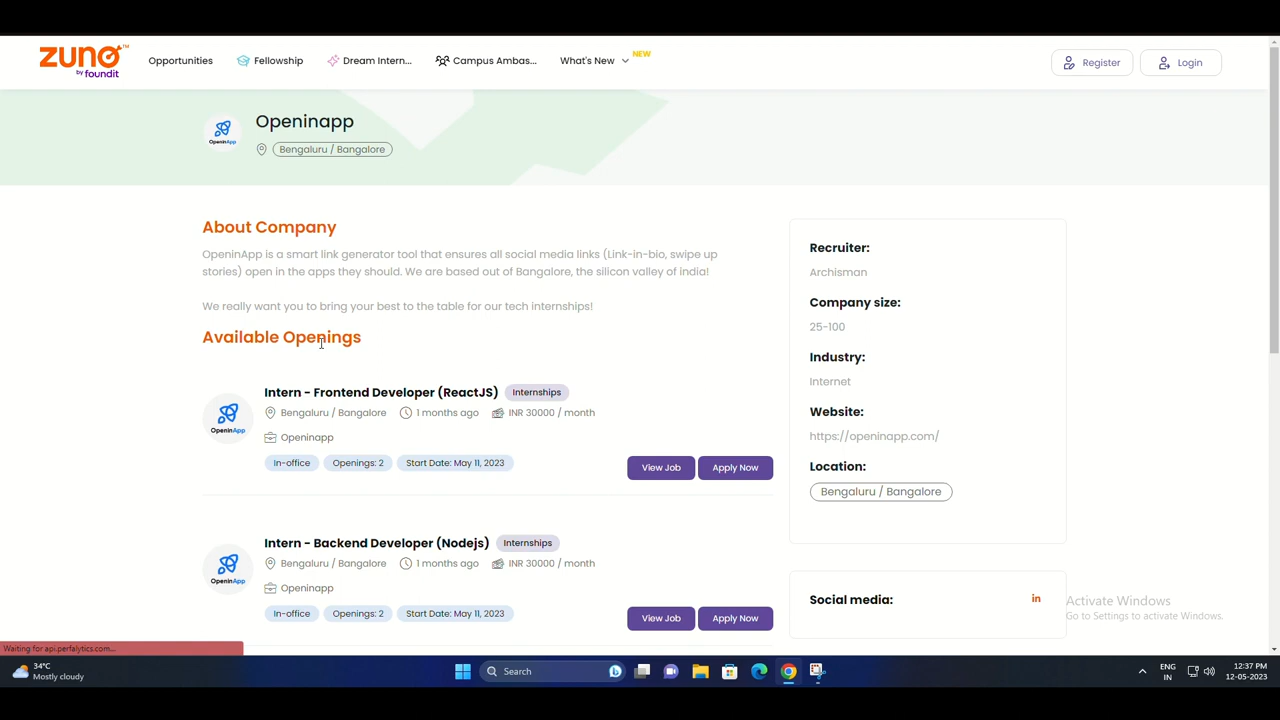 zuno™
by foundit
Opportunities
Fellowship
Dream Intern...
Campus Ambas...
What's New
NEW
Register
Login
OpeninApp
Openinapp
Bengaluru / Bangalore
About Company
OpeninApp is a smart link generator tool that ensures all social media links (Link-in-bio, swipe up
stories) open in the apps they should. We are based out of Bangalore, the silicon valley of india!
We really want you to bring your best to the table for our tech internships!
Available Openings
OpeninApp
Intern - Frontend Developer (ReactJS)
Internships
Bengaluru / Bangalore
1 months ago
INR 30000 / month
Openinapp
In-office
Openings: 2
Start Date: May 11, 2023
View Job
Apply Now
OpeninApp
Intern - Backend Developer (Nodejs)
Internships
Bengaluru / Bangalore
1 months ago
INR 30000 / month
Openinapp
In-office
Openings: 2
Start Date: May 11, 2023
View Job
Apply Now
Recruiter:
Archisman
Company size:
25-100
Industry:
Internet
Website:
https://openinapp.com/
Location:
Bengaluru / Bangalore
Social media:
in
Activate Windows
Go to Settings to activate Windows.
Waiting for api.perfalytics.com...
34°C
Mostly cloudy
Search
ENG
IN
12:37 PM
12-05-2023